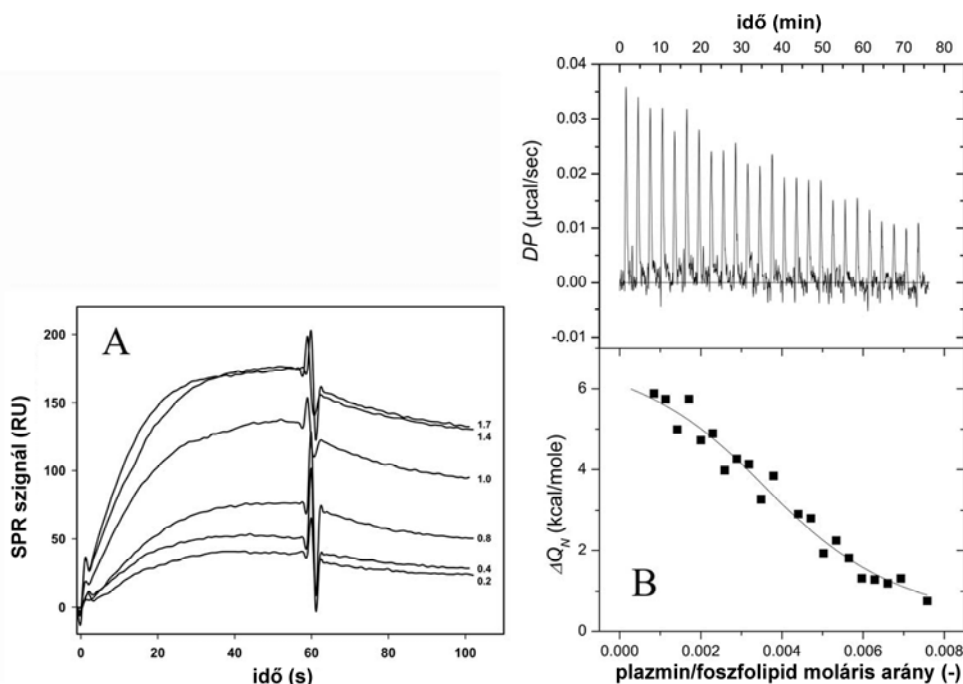 A
SPR szignál (RU)
200
150
100
50
0
0 20 40 60 80 100
idő (s)
1.7
1.4
1.0
0.8
0.4
0.2
idő (min)
0 10 20 30 40 50 60 70 80
DP (µcal/sec)
0.04
0.03
0.02
0.01
0.00
-0.01
B
ΔQN (kcal/mole)
6
4
2
0
0.000 0.002 0.004 0.006 0.008
plazmin/foszfolipid moláris arány (-)